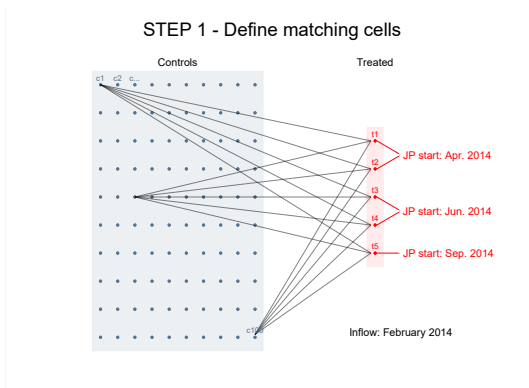 STEP 1 - Define matching cells
Controls
Treated
c1 c2 c...
t1
t2
JP start: Apr. 2014
t3
t4
JP start: Jun. 2014
t5
JP start: Sep. 2014
Inflow: February 2014